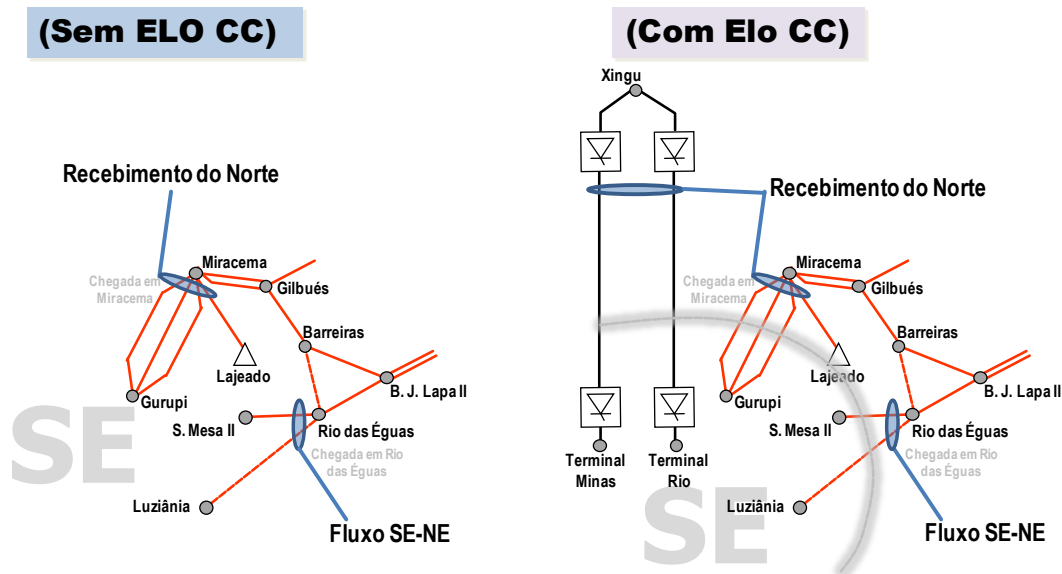 (Sem ELO CC)
Recebimento do Norte
Miracema
Chegada em
Miracema
Gilbués
Barreiras
Lajeado
B. J. Lapa II
Gurupi
S. Mesa II
Rio das Éguas
Chegada em Rio
das Éguas
SE
Luziânia
Fluxo SE-NE
(Com Elo CC)
Xingu
Recebimento do Norte
Miracema
Chegada em
Miracema
Gilbués
Barreiras
Lajeado
B. J. Lapa II
Gurupi
S. Mesa II
Rio das Éguas
Chegada em Rio
das Éguas
Terminal
Minas
Terminal
Rio
SE
Luziânia
Fluxo SE-NE